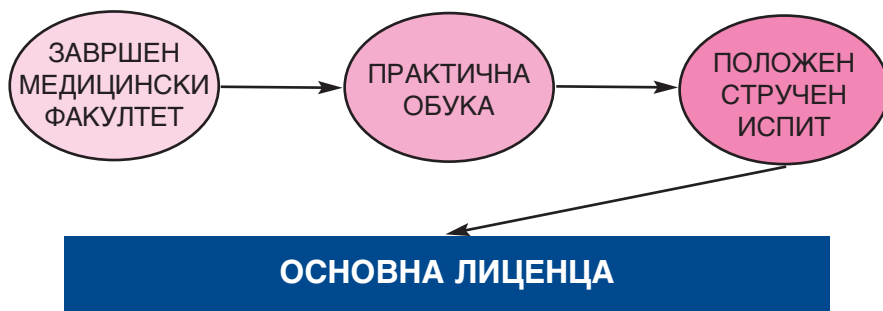 ЗАВРШЕН
МЕДИЦИНСКИ
ФАКУЛТЕТ
ПРАКТИЧНА
ОБУКА
ПОЛОЖЕН
СТРУЧЕН
ИСПИТ
ОСНОВНА ЛИЦЕНЦА